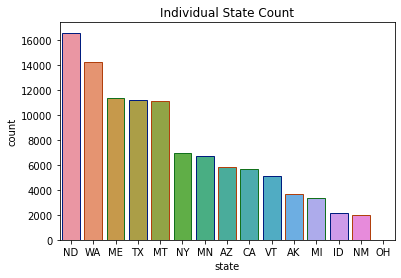 Individual State Count
16000
14000
12000
10000
8000
6000
4000
2000
0
count
ND WA ME TX MT NY MN AZ CA VT AK MI ID NM OH
state